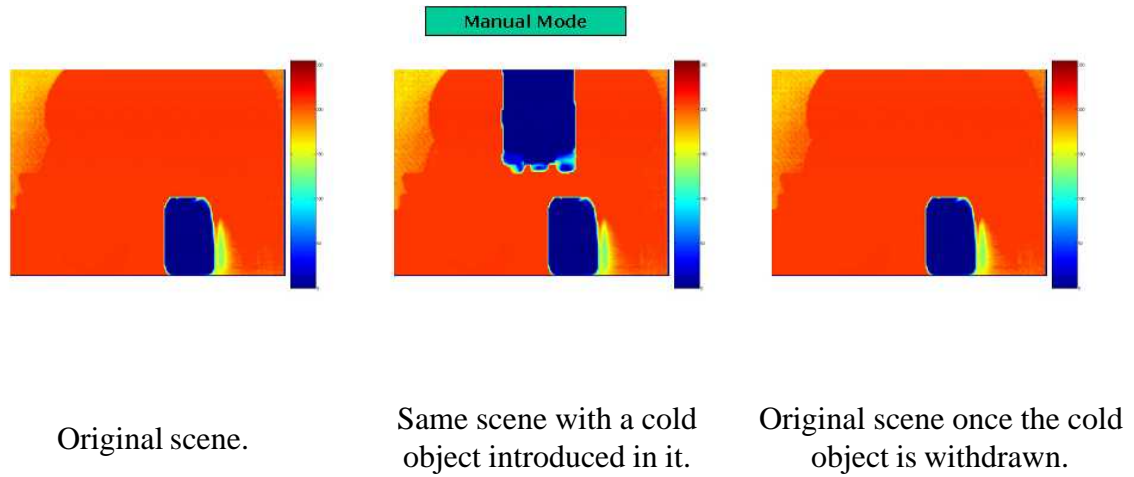 Manual Mode
Original scene.
Same scene with a cold
object introduced in it.
Original scene once the cold
object is withdrawn.